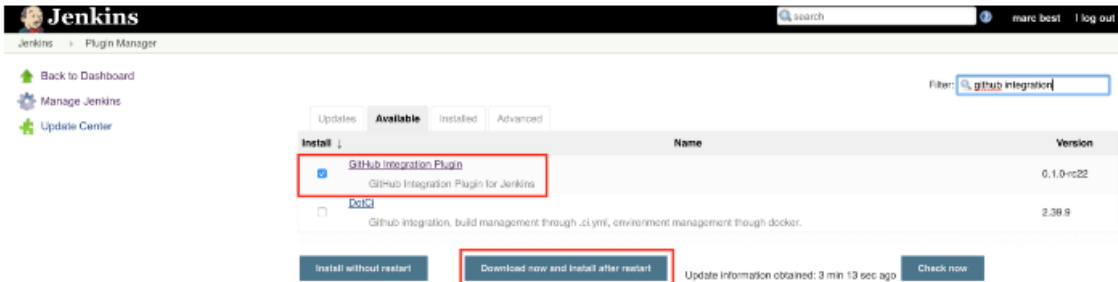 Jenkins
search
marc best
log out
Jenkins
Plugin Manager
Back to Dashboard
Manage Jenkins
Update Center
Filter: github integration
Updates Available Installed Advanced
Install ↓ Name Version
GitHub Integration Plugin
GitHub Integration Plugin for Jenkins
0.1.0-rc22
DotCi
Github integration, build management through .ci.yml, environment management though docker.
2.39.9
Install without restart
Download now and install after restart
Update information obtained: 3 min 13 sec ago
Check now